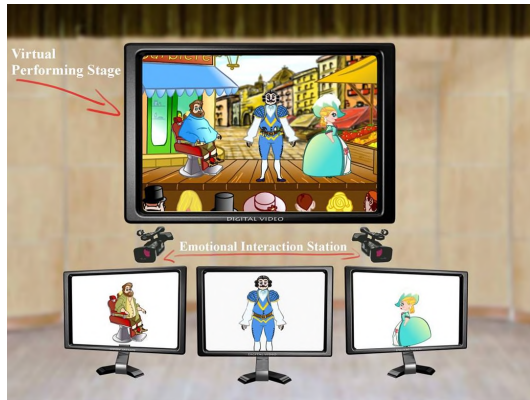 Virtual
Performing Stage
DIGITAL VIDEO
Emotional Interaction Station